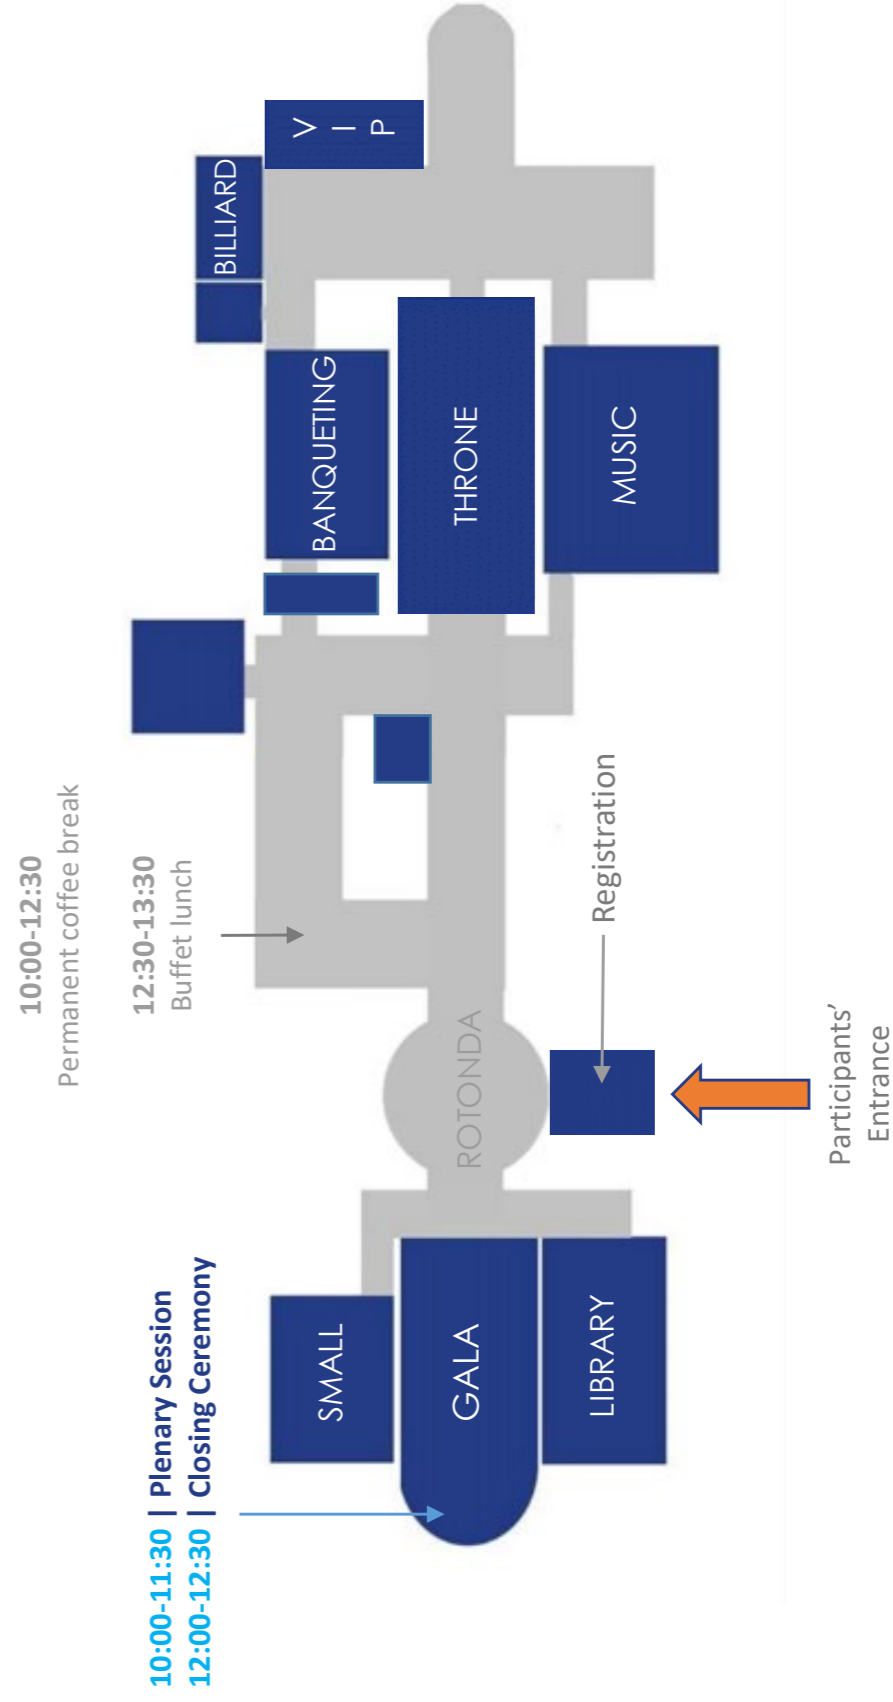 10:00-11:30 | Plenary Session
12:00-12:30 | Closing Ceremony
10:00-12:30
Permanent coffee break
12:30-13:30
Buffet lunch
BILLIARD
VIP
SMALL
BANQUETING
GALA
ROTONDA
THRONE
LIBRARY
Registration
MUSIC
Participants’
Entrance